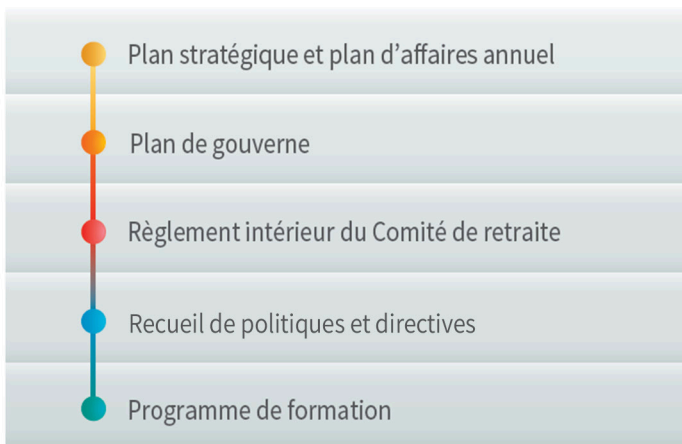 Plan stratégique et plan d’affaires annuel
Plan de gouverne
Règlement intérieur du Comité de retraite
Recueil de politiques et directives
Programme de formation